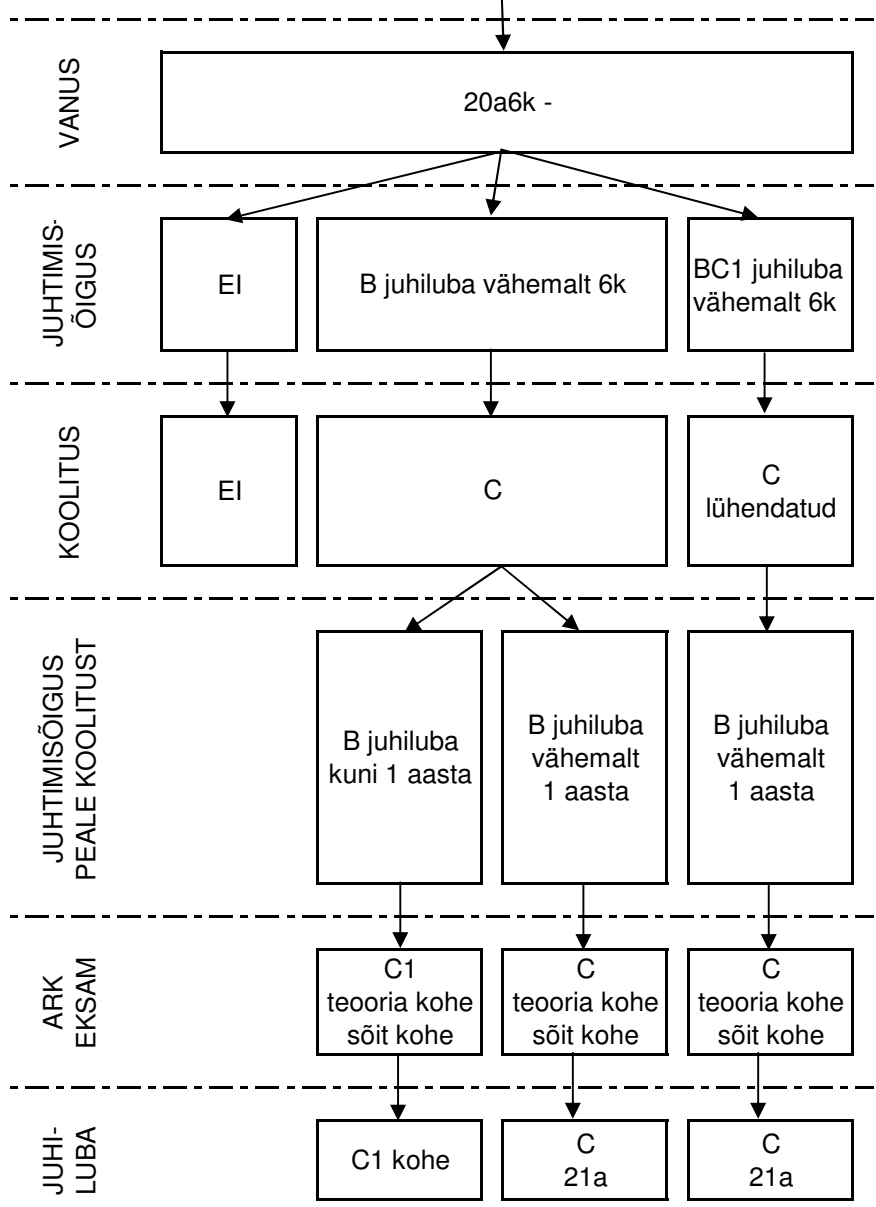 VANUS
20a6k -
JUHTIMIS-
ÕIGUS
EI
B juhiluba vähemalt 6k
BC1 juhiluba
vähemalt 6k
KOOLITUS
EI
C
C
lühendatud
JUHTIMISÕIGUS
PEALE KOOLITUST
B juhiluba
kuni 1 aasta
B juhiluba
vähemalt
1 aasta
B juhiluba
vähemalt
1 aasta
ARK
EKSAM
C1
teooria kohe
sõit kohe
C
teooria kohe
sõit kohe
C
teooria kohe
sõit kohe
JUHI-
LUBA
C1 kohe
C
21a
C
21a